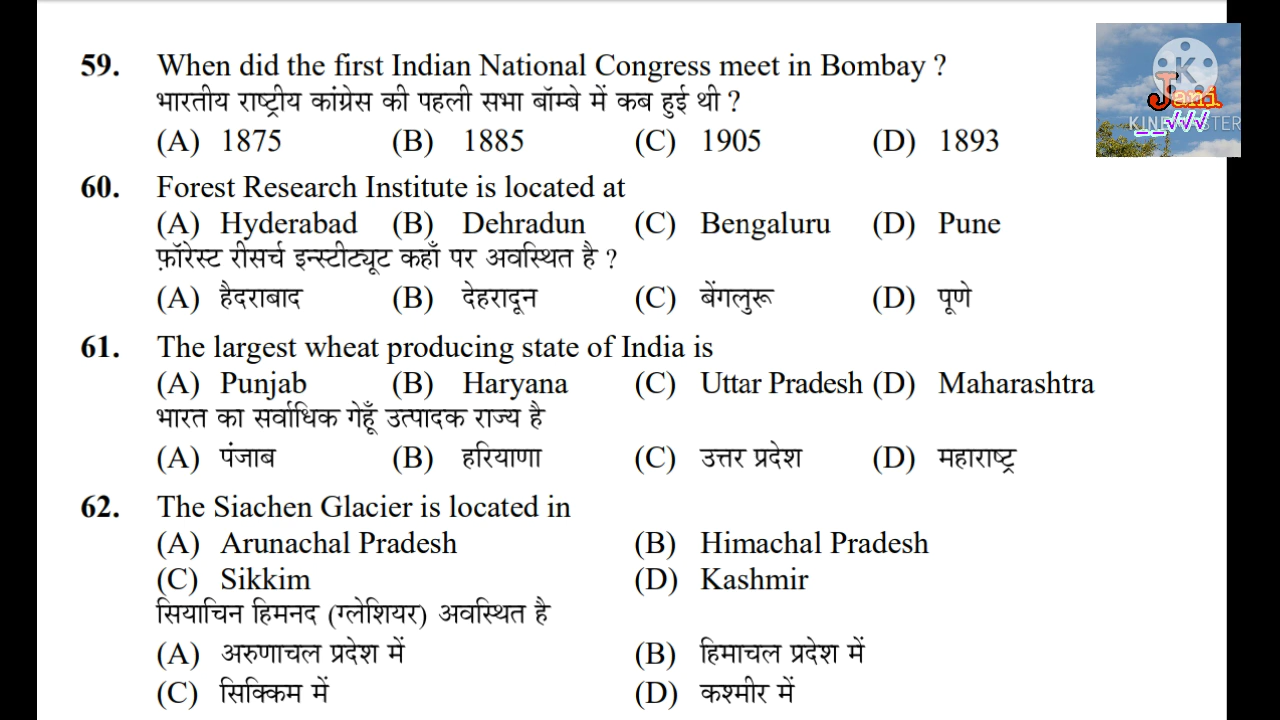 59. When did the first Indian National Congress meet in Bombay ?
भारतीय राष्ट्रीय कांग्रेस की पहली सभा बॉम्बे में कब हुई थी ?
(A) 1875 (B) 1885 (C) 1905 (D) 1893
60. Forest Research Institute is located at
(A) Hyderabad (B) Dehradun (C) Bengaluru (D) Pune
फ़ॉरेस्ट रीसर्च इन्स्टीट्यूट कहाँ पर अवस्थित है ?
(A) हैदराबाद (B) देहरादून (C) बेंगलुरू (D) पूणे
61. The largest wheat producing state of India is
(A) Punjab (B) Haryana (C) Uttar Pradesh (D) Maharashtra
भारत का सर्वाधिक गेहूँ उत्पादक राज्य है
(A) पंजाब (B) हरियाणा (C) उत्तर प्रदेश (D) महाराष्ट्र
62. The Siachen Glacier is located in
(A) Arunachal Pradesh (B) Himachal Pradesh
(C) Sikkim (D) Kashmir
सियाचिन हिमनद (ग्लेशियर) अवस्थित है
(A) अरुणाचल प्रदेश में (B) हिमाचल प्रदेश में
(C) सिक्किम में (D) कश्मीर में
K
Jani